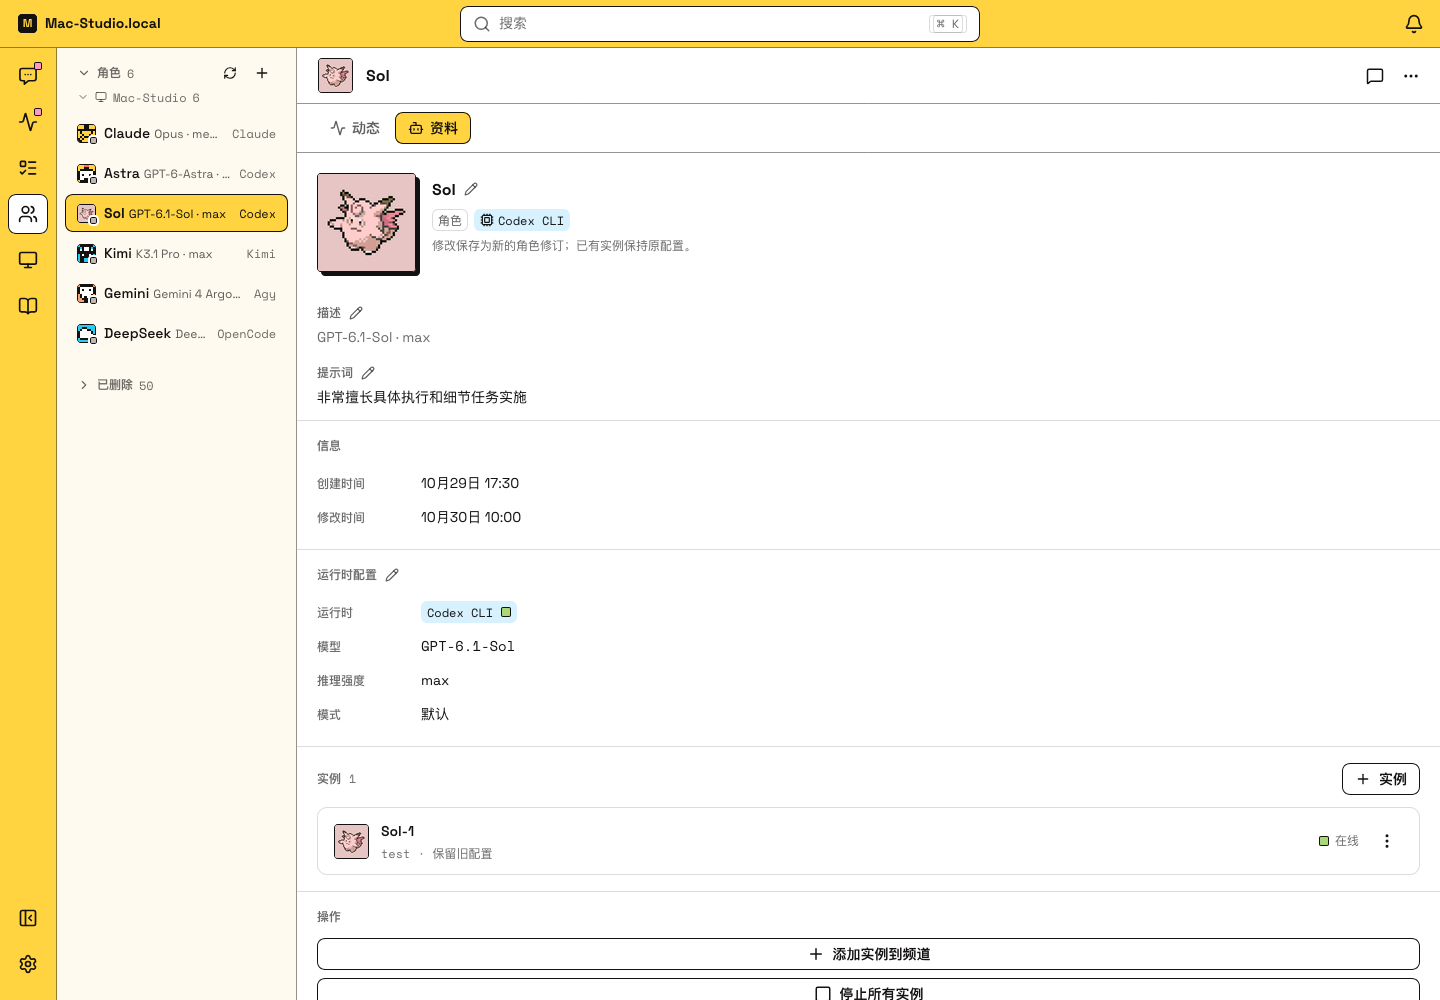 M Mac-Studio.local
搜索
⌘ K
角色 6
Mac-Studio 6
Claude Opus · me... Claude
Astra GPT-6-Astra · ... Codex
Sol GPT-6.1-Sol · max Codex
Kimi K3.1 Pro · max Kimi
Gemini Gemini 4 Argo... Agy
DeepSeek Dee... OpenCode
已删除 50
Sol
动态
资料
Sol
角色
Codex CLI
修改保存为新的角色修订；已有实例保持原配置。
描述
GPT-6.1-Sol · max
提示词
非常擅长具体执行和细节任务实施
信息
创建时间 10月29日 17:30
修改时间 10月30日 10:00
运行时配置
运行时 Codex CLI
模型 GPT-6.1-Sol
推理强度 max
模式 默认
实例 1
+ 实例
Sol-1
test · 保留旧配置
在线
操作
+ 添加实例到频道
停止所有实例